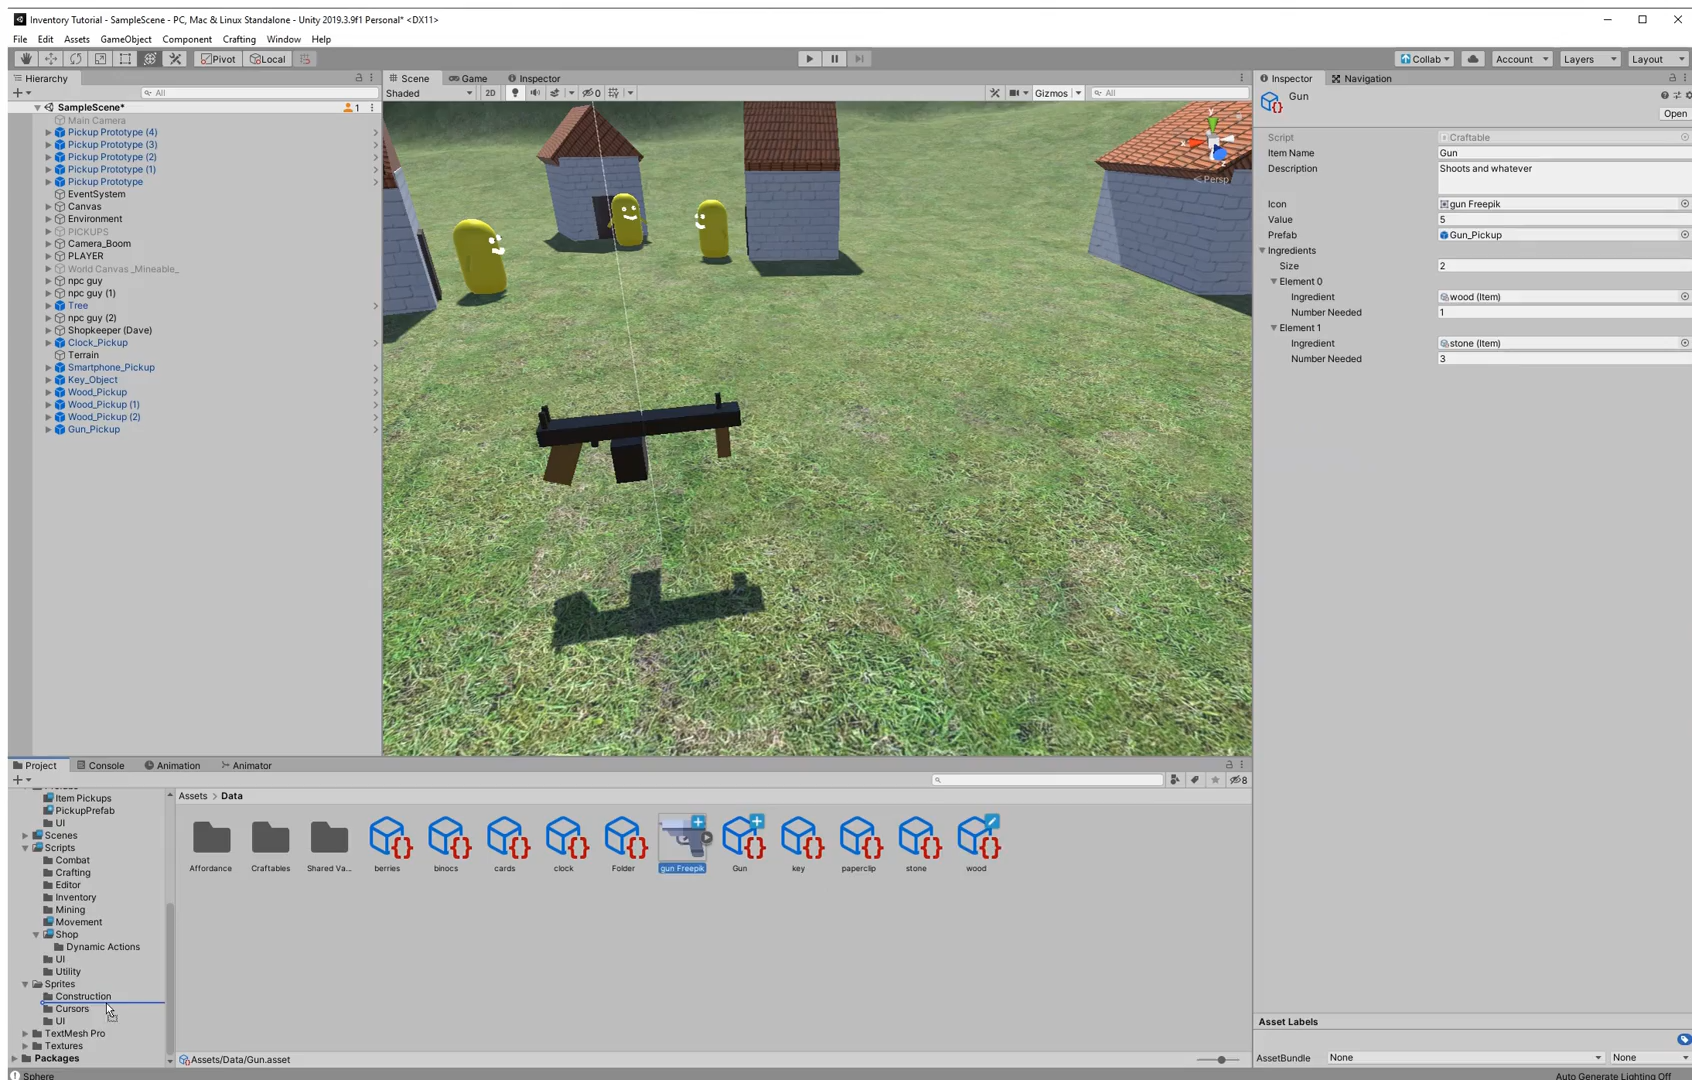 Inventory Tutorial - SampleScene - PC, Mac & Linux Standalone - Unity 2019.3.9f1 Personal* <DX11>
File Edit Assets GameObject Component Crafting Window Help
Pivot Local Collab Account Layers Layout
Hierarchy
All
SampleScene* 1
Main Camera
Pickup Prototype (4)
Pickup Prototype (3)
Pickup Prototype (2)
Pickup Prototype (1)
Pickup Prototype
EventSystem
Canvas
Environment
PICKUPS
Camera_Boom
PLAYER
World Canvas _Mineable_
npc guy
npc guy (1)
Tree
npc guy (2)
Shopkeeper (Dave)
Clock_Pickup
Terrain
Smartphone_Pickup
Key_Object
Wood_Pickup
Wood_Pickup (1)
Wood_Pickup (2)
Gun_Pickup
Scene Game Inspector
Shaded 2D 0 Gizmos All
y
x
z
< Persp
Inspector Navigation
Gun
Open
Script Craftable
Item Name Gun
Description Shoots and whatever
Icon gun Freepik
Value 5
Prefab Gun_Pickup
Ingredients
Size 2
Element 0
Ingredient wood (Item)
Number Needed 1
Element 1
Ingredient stone (Item)
Number Needed 3
Asset Labels
AssetBundle None None
Project Console Animation Animator
8
Item Pickups
PickupPrefab
UI
Scenes
Scripts
Combat
Crafting
Editor
Inventory
Mining
Movement
Shop
Dynamic Actions
UI
Utility
Sprites
Construction
Cursors
UI
TextMesh Pro
Textures
Packages
Assets > Data
Affordance Craftables Shared Va... berries binocs cards clock Folder gun Freepik Gun key paperclip stone wood
Assets/Data/Gun.asset
Sphere
Auto Generate Lighting Off